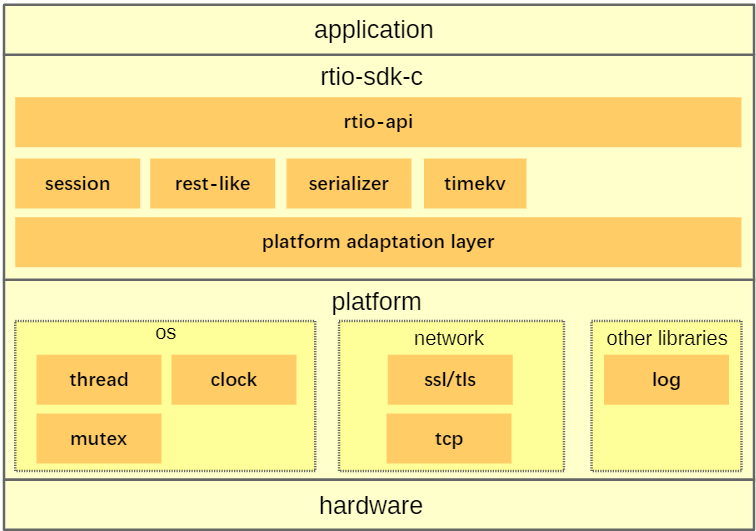 application
rtio-sdk-c
rtio-api
session rest-like serializer timekv
platform adaptation layer
platform
os
thread clock
mutex
network
ssl/tls
tcp
other libraries
log
hardware